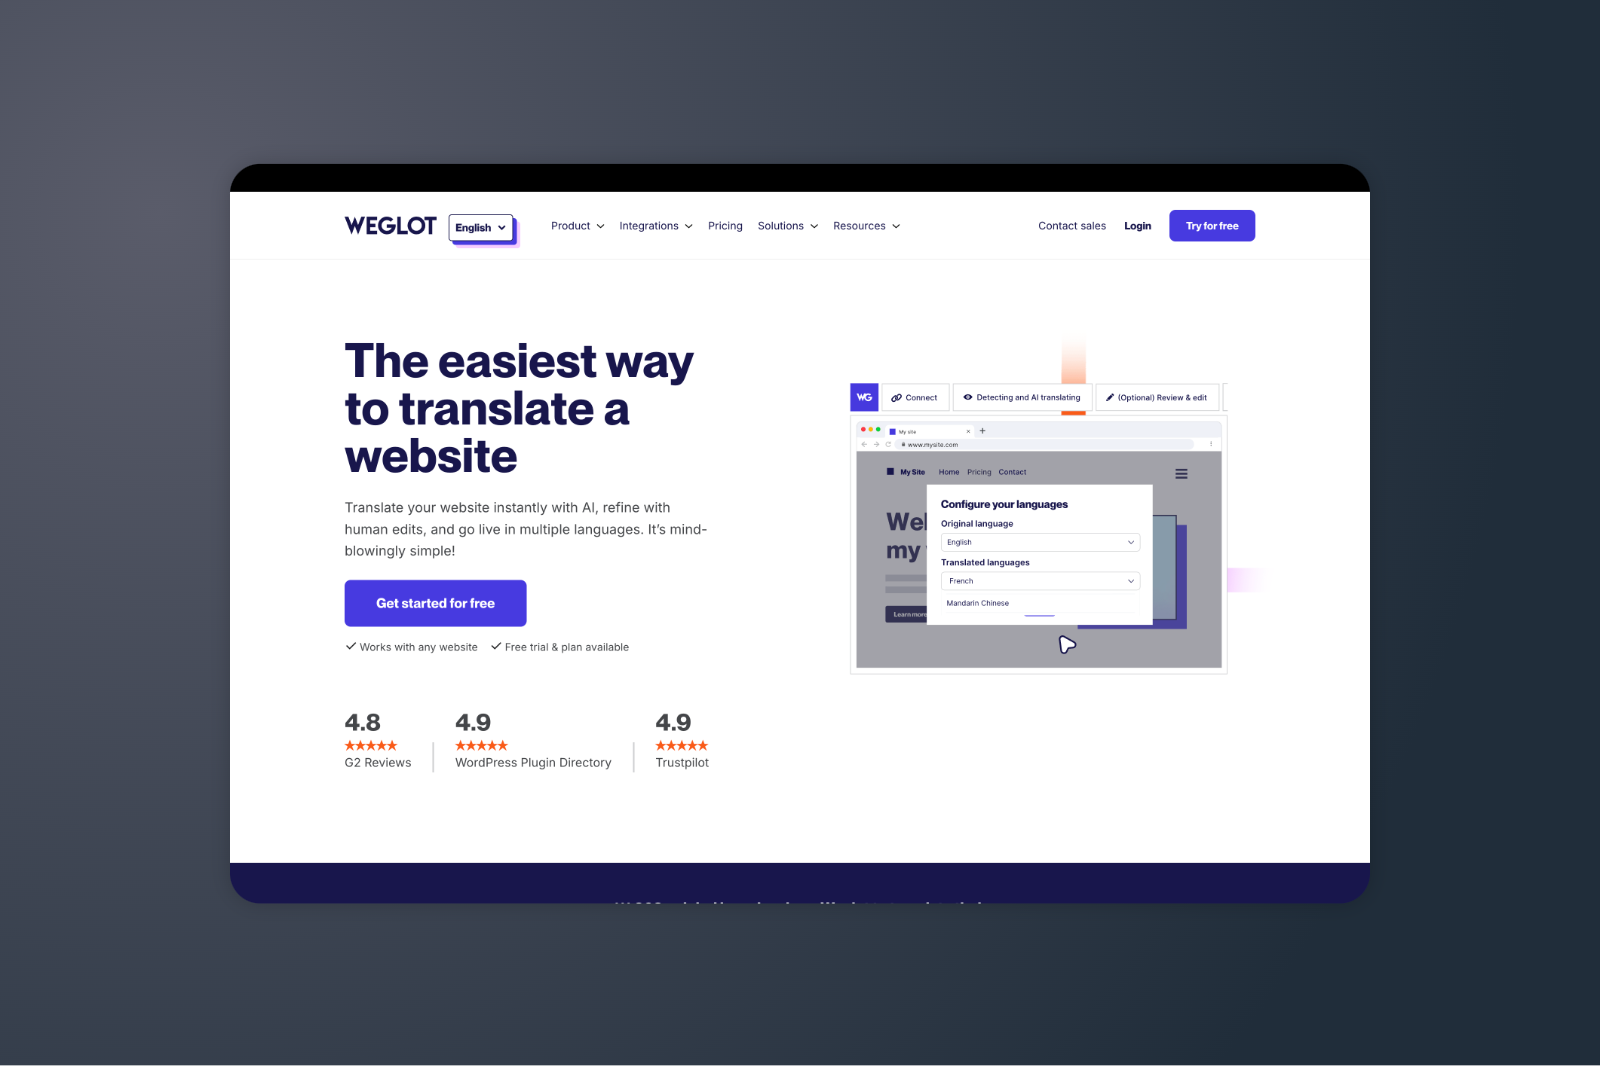 WEGLOT
English
Product
Integrations
Pricing
Solutions
Resources
Contact sales
Login
Try for free
The easiest way
to translate a
website
Translate your website instantly with AI, refine with
human edits, and go live in multiple languages. It’s mind-
blowingly simple!
Get started for free
Works with any website
Free trial & plan available
4.8
G2 Reviews
4.9
WordPress Plugin Directory
4.9
Trustpilot
WG
Connect
Detecting and AI translating
(Optional) Review & edit
My site
www.mysite.com
My Site
Home
Pricing
Contact
my
Learn more
Configure your languages
Original language
English
Translated languages
French
Mandarin Chinese